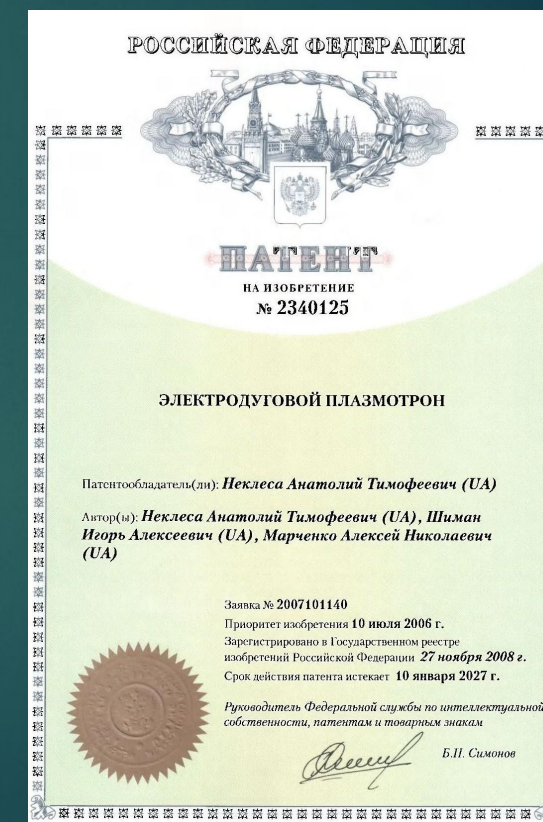 РОССИЙСКАЯ ФЕДЕРАЦИЯ
ПАТЕНТ
НА ИЗОБРЕТЕНИЕ
№ 2340125
ЭЛЕКТРОДУГОВОЙ ПЛАЗМОТРОН
Патентообладатель(ли): Неклеса Анатолий Тимофеевич (UA)
Автор(ы): Неклеса Анатолий Тимофеевич (UA), Шиман
Игорь Алексеевич (UA), Марченко Алексей Николаевич
(UA)
Заявка № 2007101140
Приоритет изобретения 10 июля 2006 г.
Зарегистрировано в Государственном реестре
изобретений Российской Федерации 27 ноября 2008 г.
Срок действия патента истекает 10 января 2027 г.
Руководитель Федеральной службы по интеллектуальной
собственности, патентам и товарным знакам
Б.П. Симонов